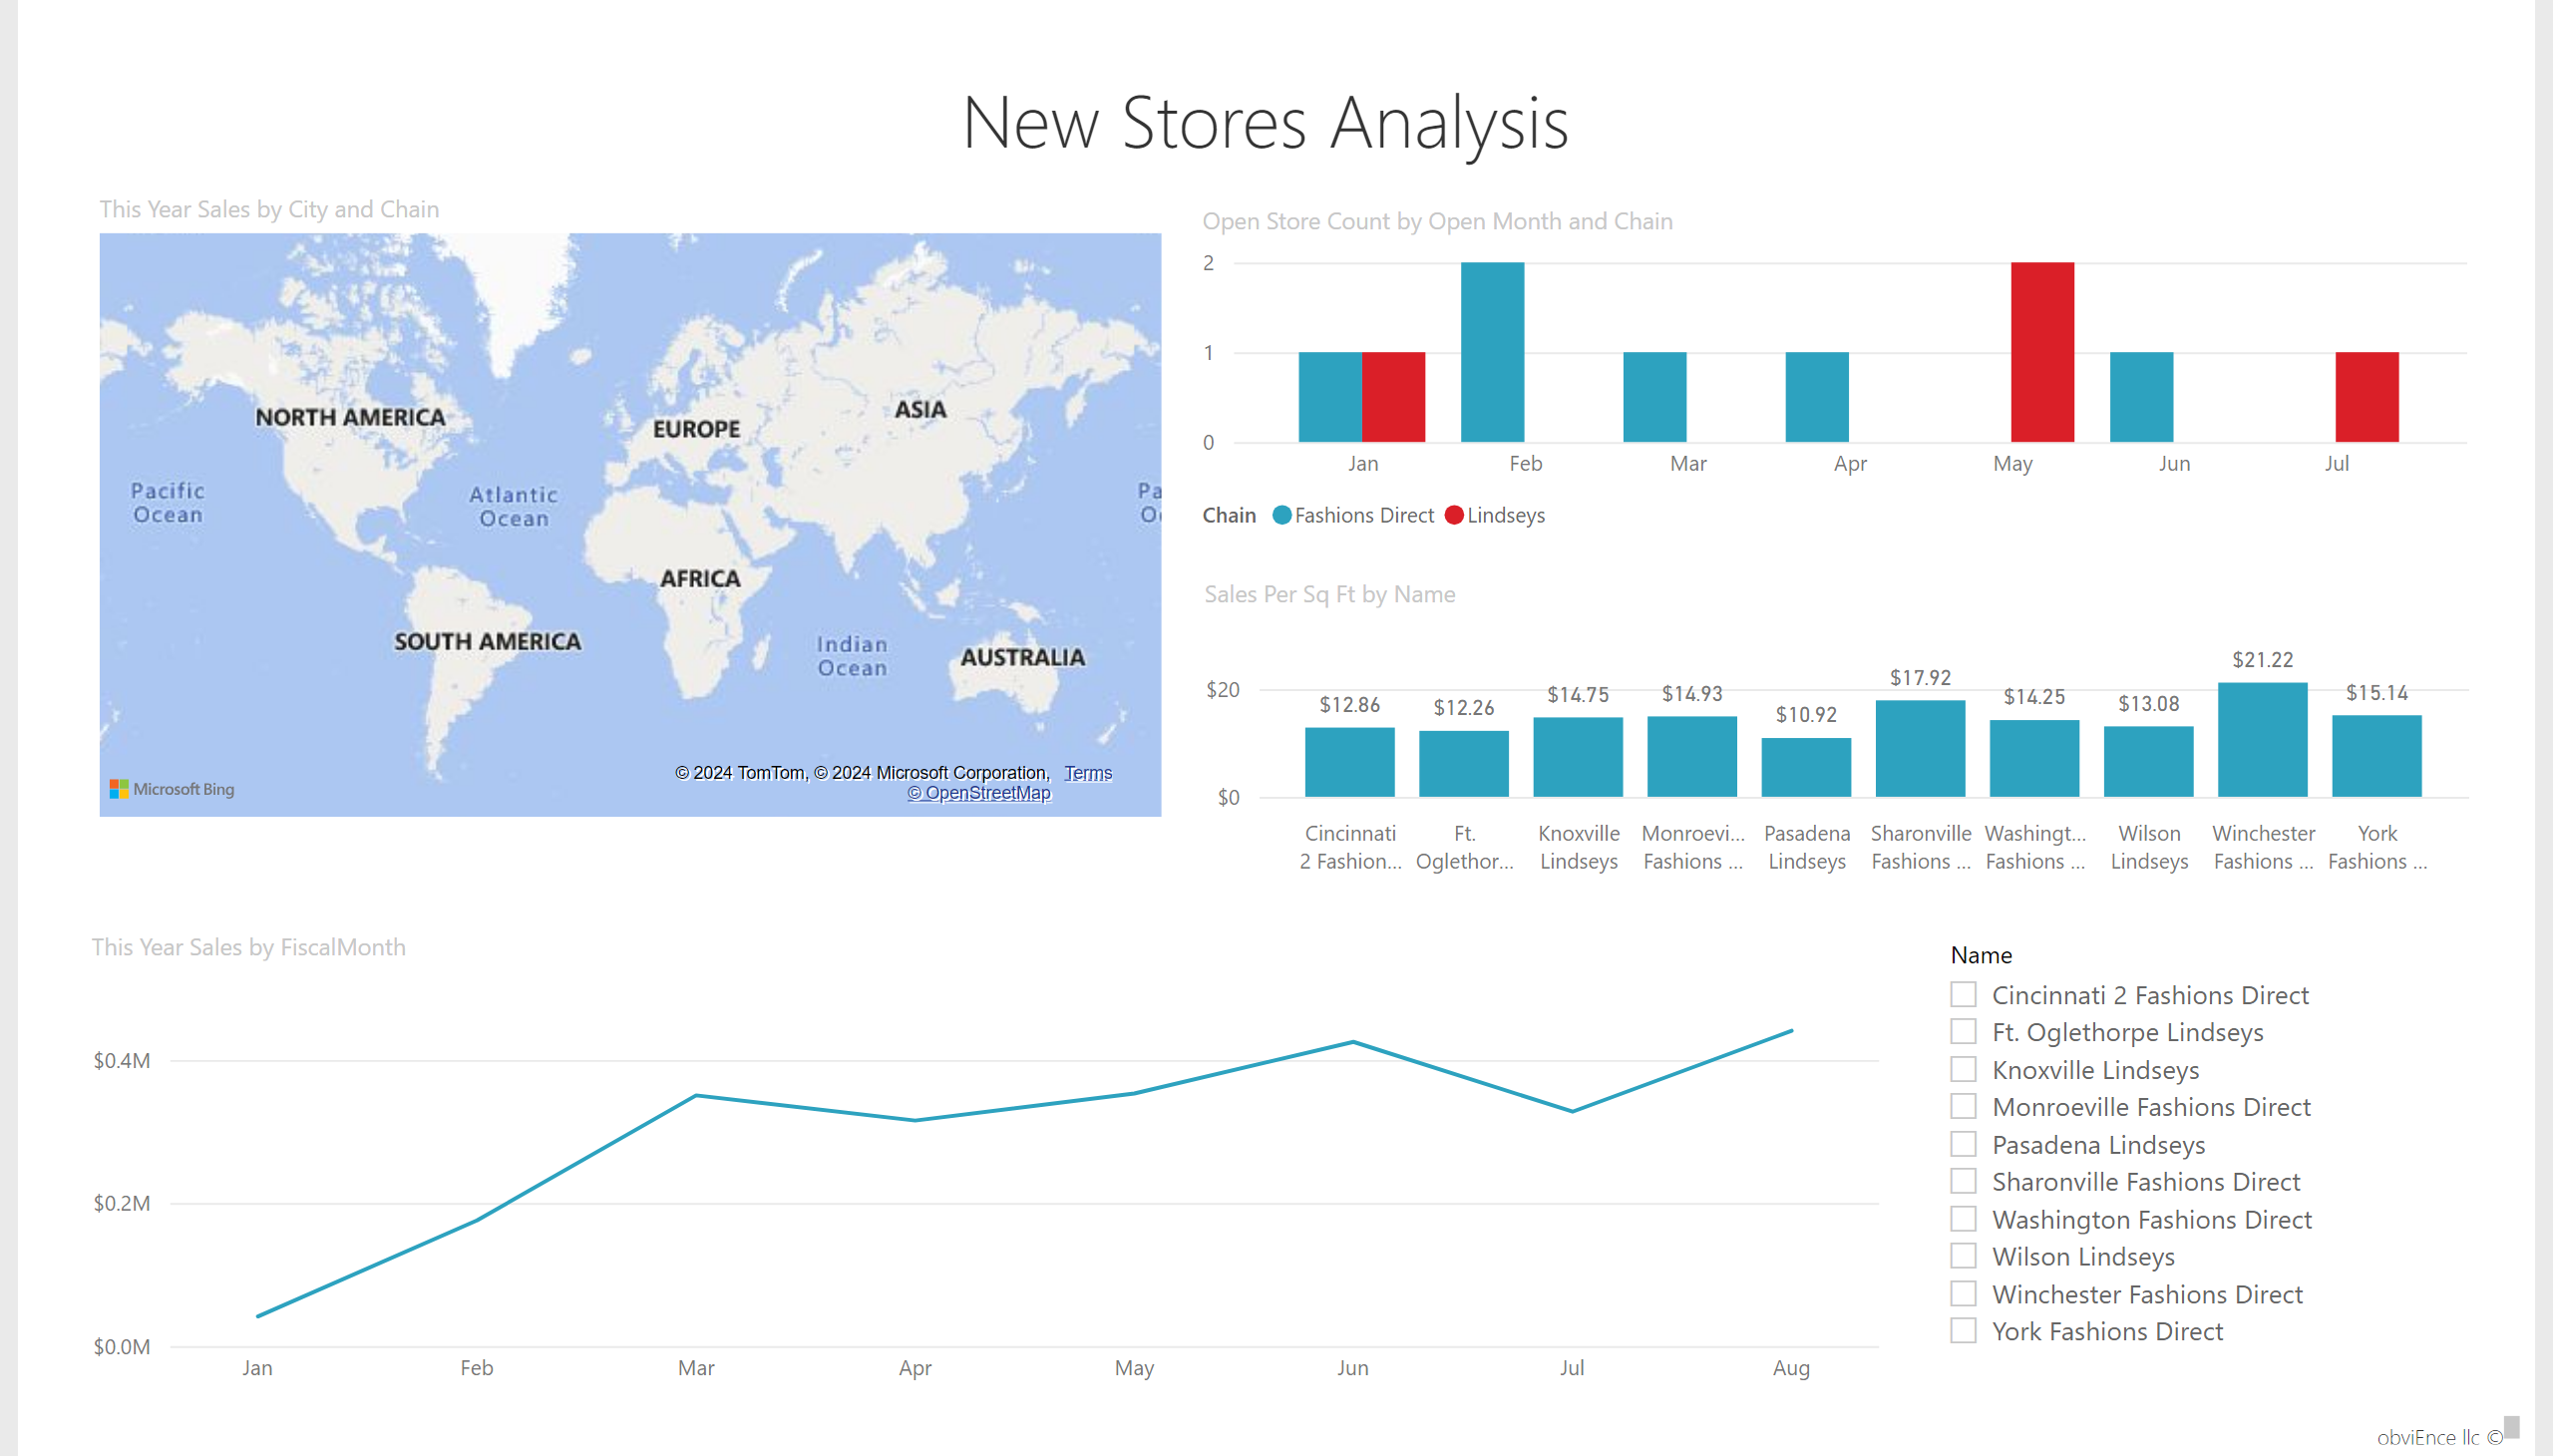 New Stores Analysis
This Year Sales by City and Chain
NORTH AMERICA
EUROPE
ASIA
Pacific
Ocean
Atlantic
Ocean
Pa
O
AFRICA
SOUTH AMERICA
Indian
Ocean
AUSTRALIA
Microsoft Bing
© 2024 TomTom, © 2024 Microsoft Corporation, Terms
© OpenStreetMap
Open Store Count by Open Month and Chain
2
1
0
Jan Feb Mar Apr May Jun Jul
Chain Fashions Direct Lindseys
Sales Per Sq Ft by Name
$20
$0
$12.86 $12.26 $14.75 $14.93 $10.92 $17.92 $14.25 $13.08 $21.22 $15.14
Cincinnati Ft. Knoxville Monroevi... Pasadena Sharonville Washingt... Wilson Winchester York
2 Fashion... Oglethor... Lindseys Fashions ... Lindseys Fashions ... Fashions ... Lindseys Fashions ... Fashions ...
This Year Sales by FiscalMonth
$0.4M
$0.2M
$0.0M
Jan Feb Mar Apr May Jun Jul Aug
Name
Cincinnati 2 Fashions Direct
Ft. Oglethorpe Lindseys
Knoxville Lindseys
Monroeville Fashions Direct
Pasadena Lindseys
Sharonville Fashions Direct
Washington Fashions Direct
Wilson Lindseys
Winchester Fashions Direct
York Fashions Direct
obviEnce llc ©